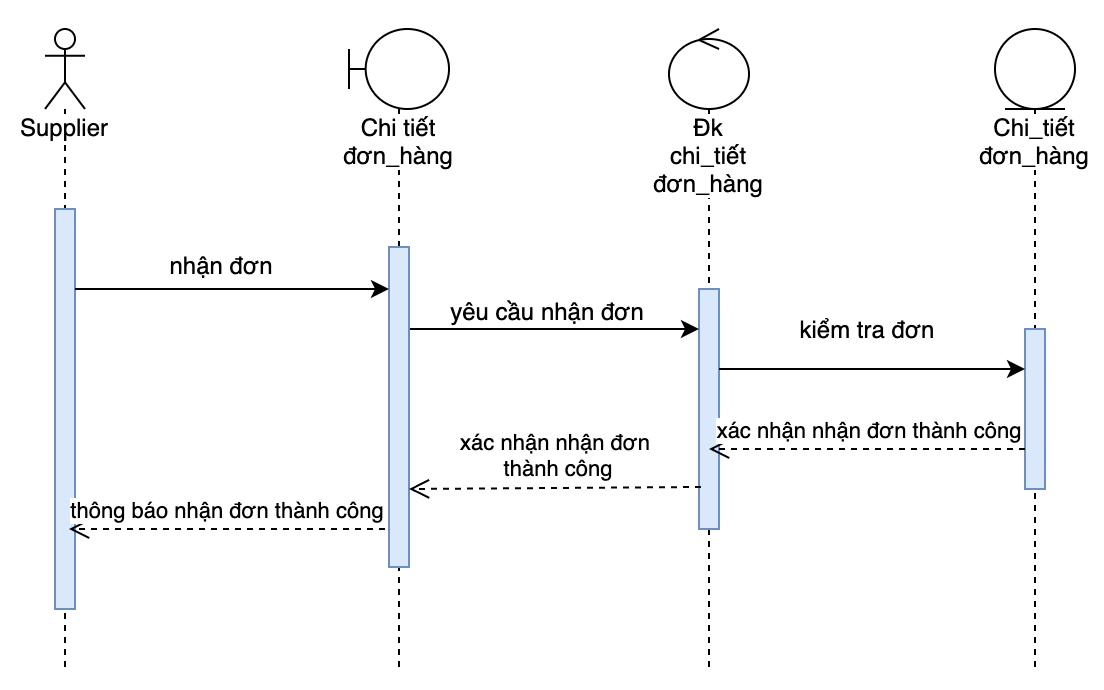 Supplier
Chi tiết
đơn_hàng
Đk
chi_tiết
đơn_hàng
Chi_tiết
đơn_hàng
nhận đơn
yêu cầu nhận đơn
kiểm tra đơn
xác nhận nhận đơn thành công
xác nhận nhận đơn
thành công
thông báo nhận đơn thành công